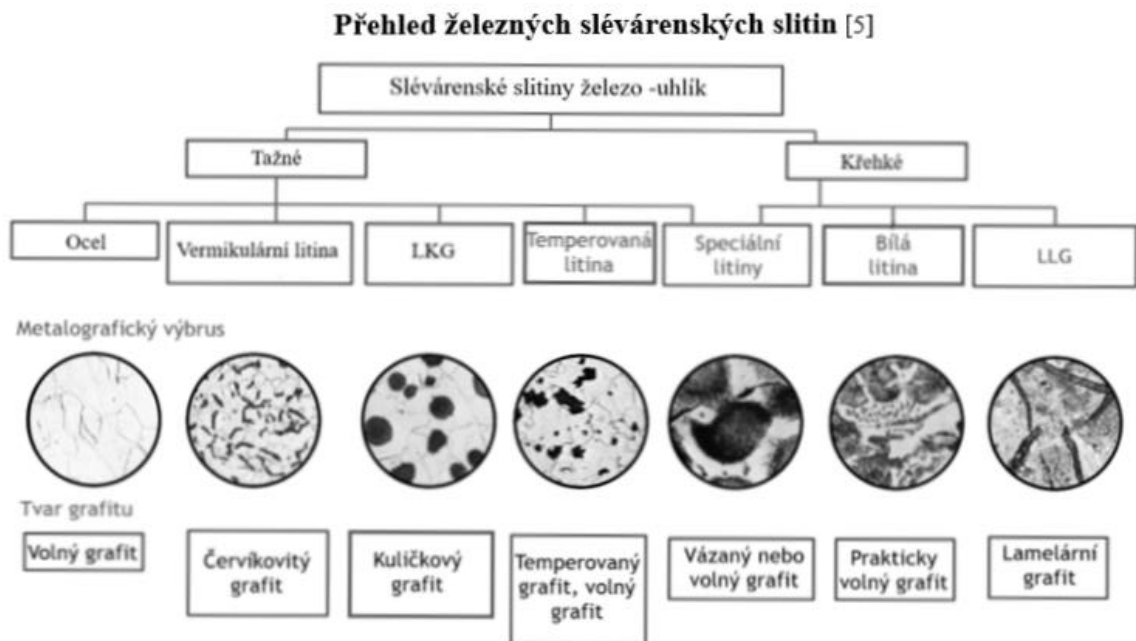 Přehled železných slévárenských slitin [5]
Slévárenské slitiny železo -uhlík
Tažné
Křehké
Ocel
Vermikulární litina
LKG
Temperovaná
litina
Speciální
litiny
Bílá
litina
LLG
Metalografický výbrus
Tvar grafitu
Volný grafit
Červíkovitý
grafit
Kuličkový
grafit
Temperovaný
grafit, volný
grafit
Vázaný nebo
volný grafit
Prakticky
volný grafit
Lamelární
grafit